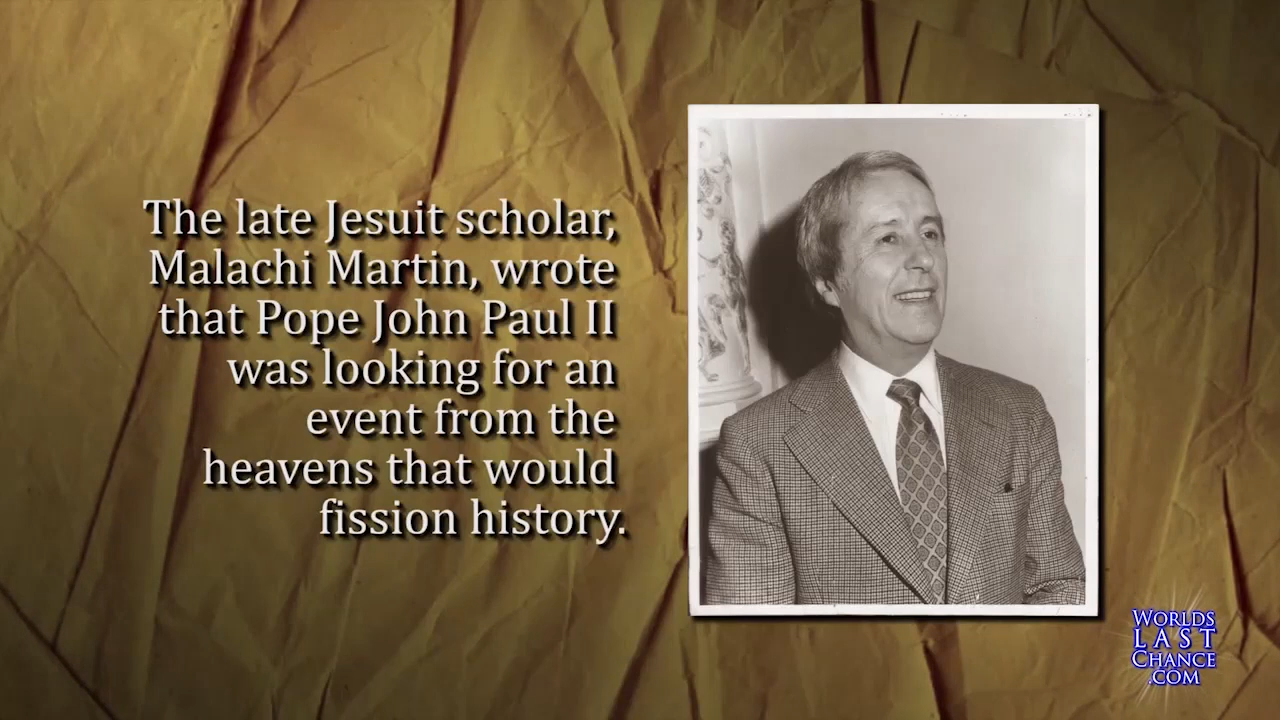 The late Jesuit scholar,
Malachi Martin, wrote
that Pope John Paul II
was looking for an
event from the
heavens that would
fission history.
WORLDS
LAST
CHANCE
.COM